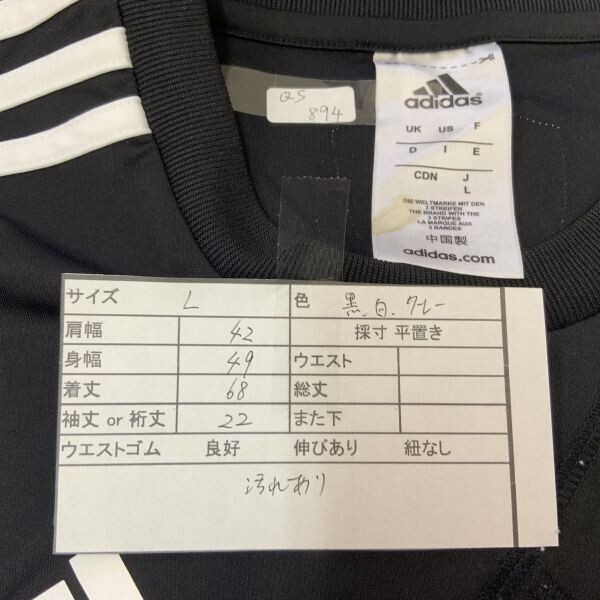 QS
894
adidas
UK US F
D I E
CDN J
L
DIE WELTMARKE MIT DEN
3 STREIFEN
THE BRAND WITH THE
3 STRIPES
LA MARQUE AUX
3 BANDES
中国製
adidas.com
サイズ L 色 黒、白、グレー
肩幅 42 採寸 平置き
身幅 49 ウエスト
着丈 68 総丈
袖丈 or 裄丈 22 また下
ウエストゴム 良好 伸びあり 紐なし
汚れあり